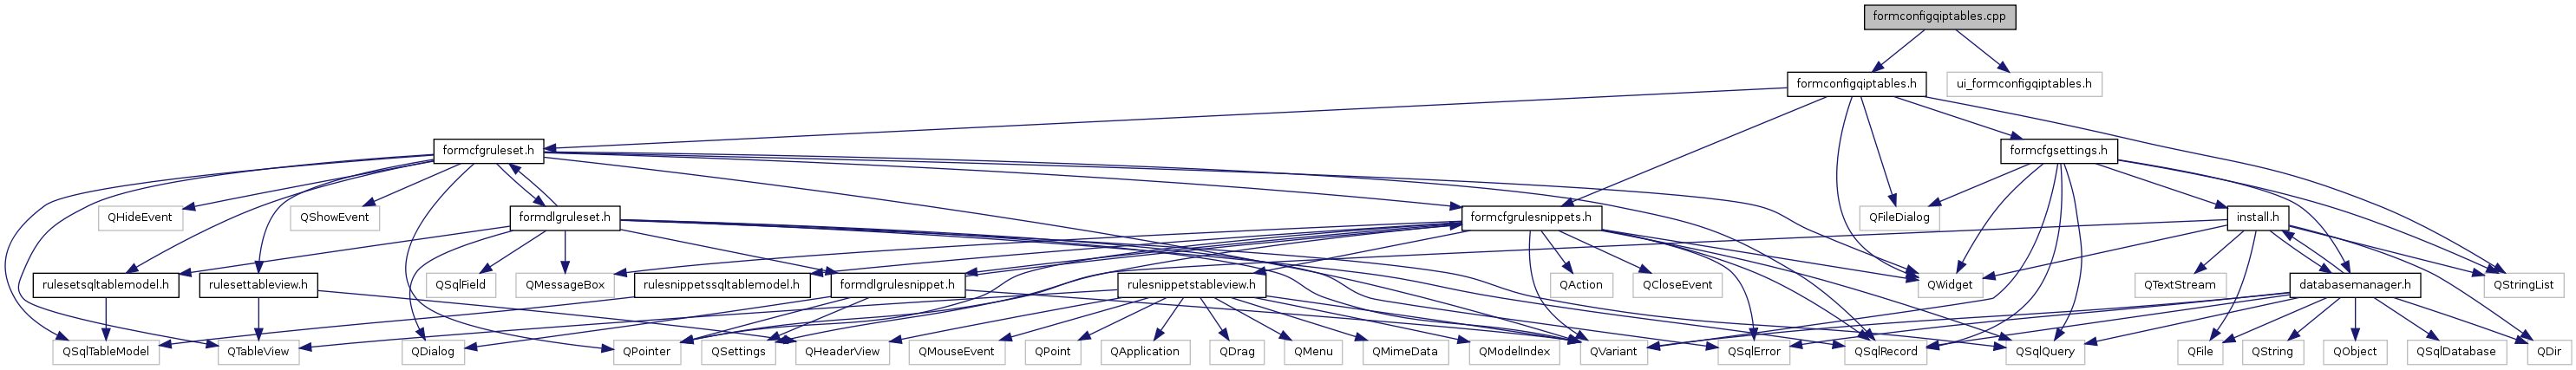 formconfigqiptables.cpp
formconfigqiptables.h
ui_formconfigqiptables.h
formcfgruleset.h
formcfgsettings.h
QHideEvent
QShowEvent
formdlgruleset.h
formcfgrulesnippets.h
QFileDialog
install.h
rulesetsqltablemodel.h
rulesettableview.h
QSqlField
QMessageBox
rulesnippetssqltablemodel.h
formdlgrulesnippet.h
rulesnippetstableview.h
QAction
QCloseEvent
QWidget
QTextStream
databasemanager.h
QStringList
QSqlTableModel
QTableView
QDialog
QPointer
QSettings
QHeaderView
QMouseEvent
QPoint
QApplication
QDrag
QMenu
QMimeData
QModelIndex
QVariant
QSqlError
QSqlRecord
QSqlQuery
QFile
QString
QObject
QSqlDatabase
QDir